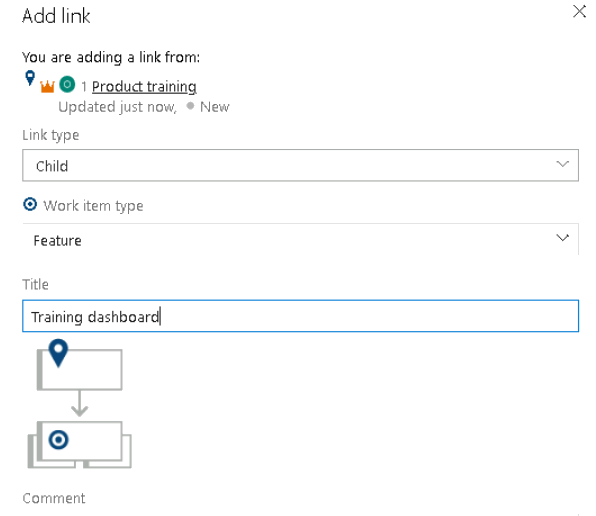 Add link
You are adding a link from:
1 Product training
Updated just now, New
Link type
Child
Work item type
Feature
Title
Training dashboard
Comment